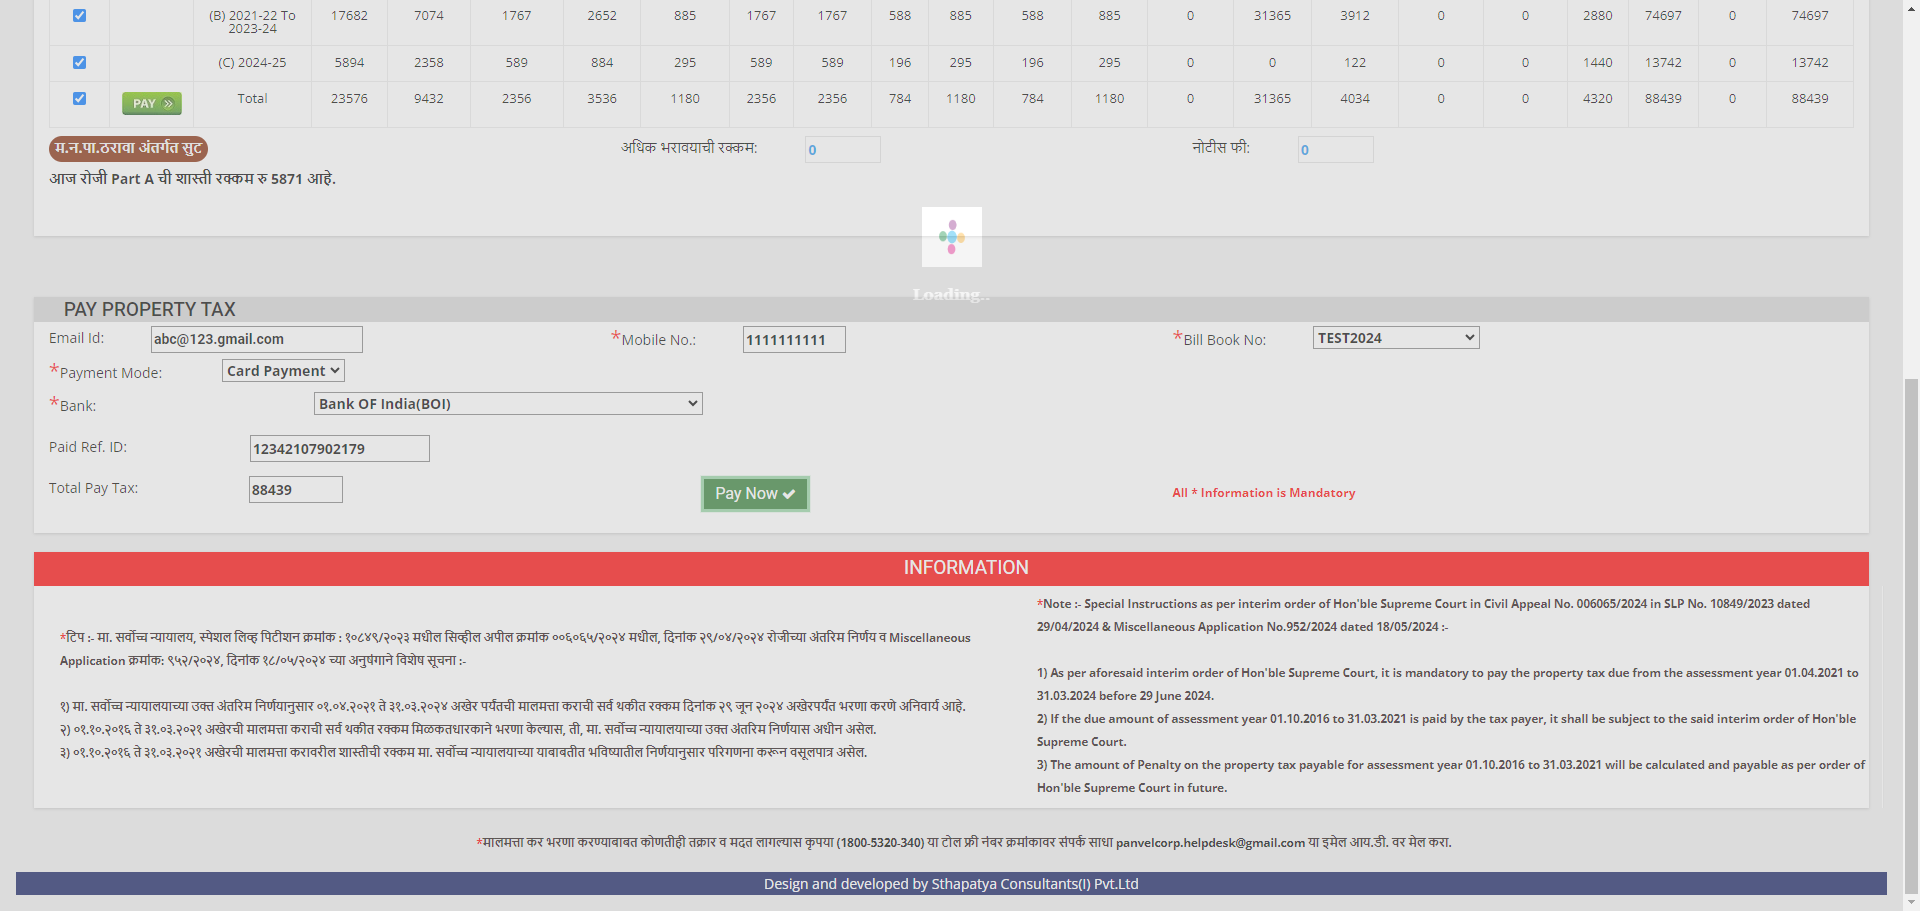 (B) 2021-22 To 2023-24 17682 7074 1767 2652 885 1767 1767 588 885 588 885 0 31365 3912 0 0 2880 74697 0 74697
(C) 2024-25 5894 2358 589 884 295 589 589 196 295 196 295 0 0 122 0 0 1440 13742 0 13742
PAY Total 23576 9432 2356 3536 1180 2356 2356 784 1180 784 1180 0 31365 4034 0 0 4320 88439 0 88439
म.न.पा.ठरावा अंतर्गत सुट अधिक भरावयाची रक्कम: 0 नोटीस फी: 0
आज रोजी Part A ची शास्ती रक्कम रु 5871 आहे.
Loading..
PAY PROPERTY TAX
Email Id: abc@123.gmail.com *Mobile No.: 1111111111 *Bill Book No: TEST2024
*Payment Mode: Card Payment
*Bank: Bank OF India(BOI)
Paid Ref. ID: 12342107902179
Total Pay Tax: 88439 Pay Now All * Information is Mandatory
INFORMATION
*टिप :- मा. सर्वोच्च न्यायालय, स्पेशल लिव्ह पिटीशन क्रमांक : १०८४९/२०२३ मधील सिव्हील अपील क्रमांक ००६०६५/२०२४ मधील, दिनांक २९/०४/२०२४ रोजीच्या अंतरिम निर्णय व Miscellaneous
Application क्रमांक: ९५२/२०२४, दिनांक १८/०५/२०२४ च्या अनुषंगाने विशेष सूचना :-
१) मा. सर्वोच्च न्यायालयाच्या उक्त अंतरिम निर्णयानुसार ०१.०४.२०२१ ते ३१.०३.२०२४ अखेर पर्यंतची मालमत्ता कराची सर्व थकीत रक्कम दिनांक २९ जून २०२४ अखेरपर्यंत भरणा करणे अनिवार्य आहे.
२) ०१.१०.२०१६ ते ३१.०३.२०२१ अखेरची मालमत्ता कराची सर्व थकीत रक्कम मिळकतधारकाने भरणा केल्यास, ती, मा. सर्वोच्च न्यायालयाच्या उक्त अंतरिम निर्णयास अधीन असेल.
३) ०१.१०.२०१६ ते ३१.०३.२०२१ अखेरची मालमत्ता करावरील शास्तीची रक्कम मा. सर्वोच्च न्यायालयाच्या याबाबतीत भविष्यातील निर्णयानुसार परिगणना करून वसूलपात्र असेल.
*Note :- Special Instructions as per interim order of Hon'ble Supreme Court in Civil Appeal No. 006065/2024 in SLP No. 10849/2023 dated
29/04/2024 & Miscellaneous Application No.952/2024 dated 18/05/2024 :-
1) As per aforesaid interim order of Hon'ble Supreme Court, it is mandatory to pay the property tax due from the assessment year 01.04.2021 to
31.03.2024 before 29 June 2024.
2) If the due amount of assessment year 01.10.2016 to 31.03.2021 is paid by the tax payer, it shall be subject to the said interim order of Hon'ble
Supreme Court.
3) The amount of Penalty on the property tax payable for assessment year 01.10.2016 to 31.03.2021 will be calculated and payable as per order of
Hon'ble Supreme Court in future.
*मालमत्ता कर भरणा करण्याबाबत कोणतीही तक्रार व मदत लागल्यास कृपया (1800-5320-340) या टोल फ्री नंबर क्रमांकावर संपर्क साधा panvelcorp.helpdesk@gmail.com या इमेल आय.डी. वर मेल करा.
Design and developed by Sthapatya Consultants(I) Pvt.Ltd